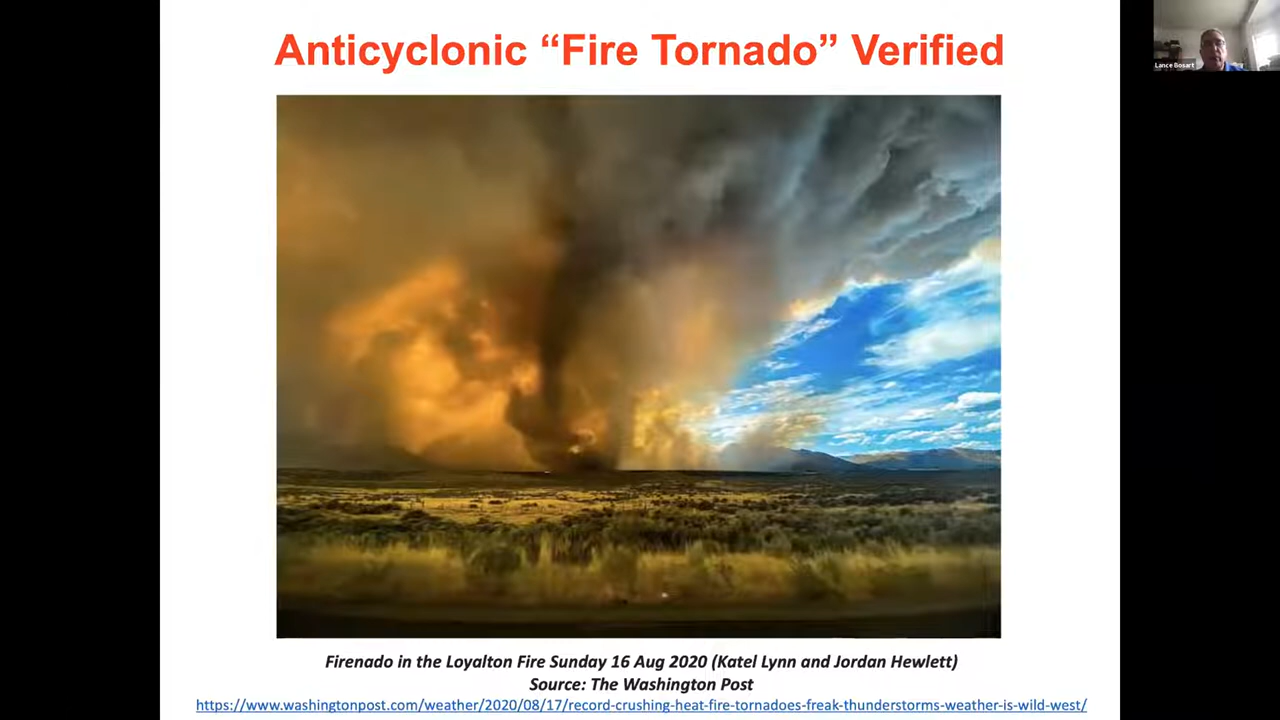 Anticyclonic “Fire Tornado” Verified
Lance Bosart
Firenado in the Loyalton Fire Sunday 16 Aug 2020 (Katel Lynn and Jordan Hewlett)
Source: The Washington Post
https://www.washingtonpost.com/weather/2020/08/17/record-crushing-heat-fire-tornadoes-freak-thunderstorms-weather-is-wild-west/